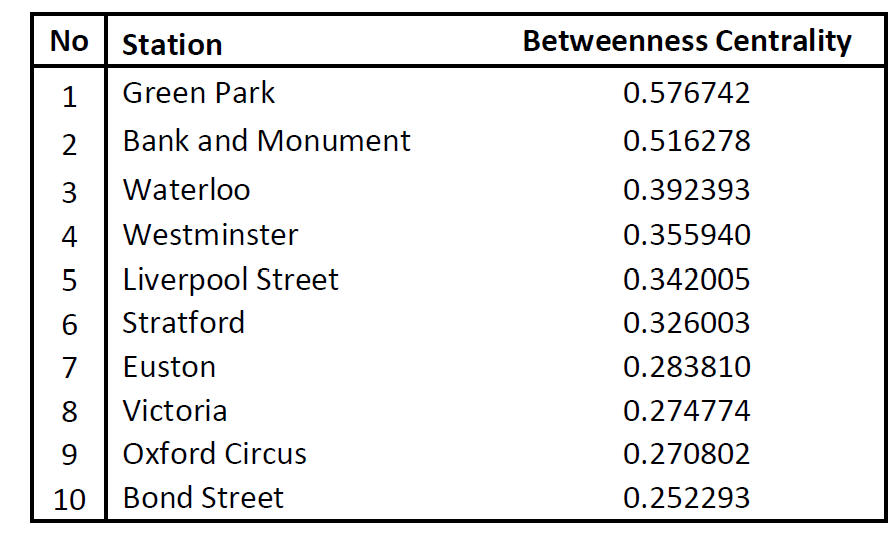 No Station Betweenness Centrality
1 Green Park 0.576742
2 Bank and Monument 0.516278
3 Waterloo 0.392393
4 Westminster 0.355940
5 Liverpool Street 0.342005
6 Stratford 0.326003
7 Euston 0.283810
8 Victoria 0.274774
9 Oxford Circus 0.270802
10 Bond Street 0.252293